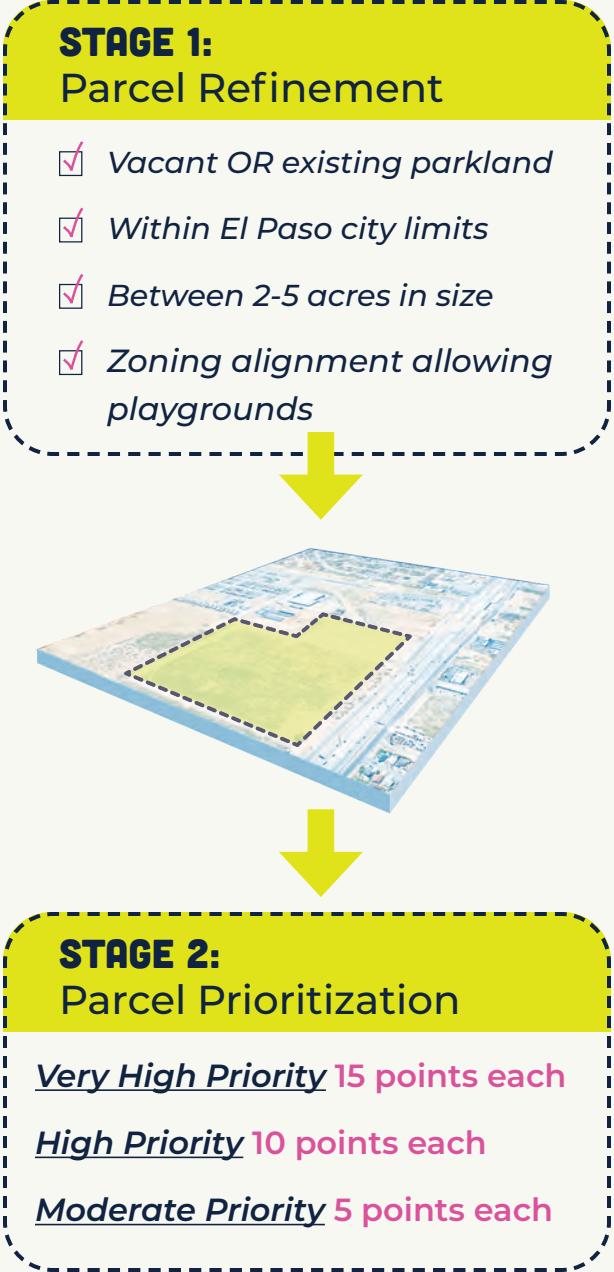 STAGE 1:
Parcel Refinement
Vacant OR existing parkland
Within El Paso city limits
Between 2-5 acres in size
Zoning alignment allowing
playgrounds
STAGE 2:
Parcel Prioritization
Very High Priority 15 points each
High Priority 10 points each
Moderate Priority 5 points each